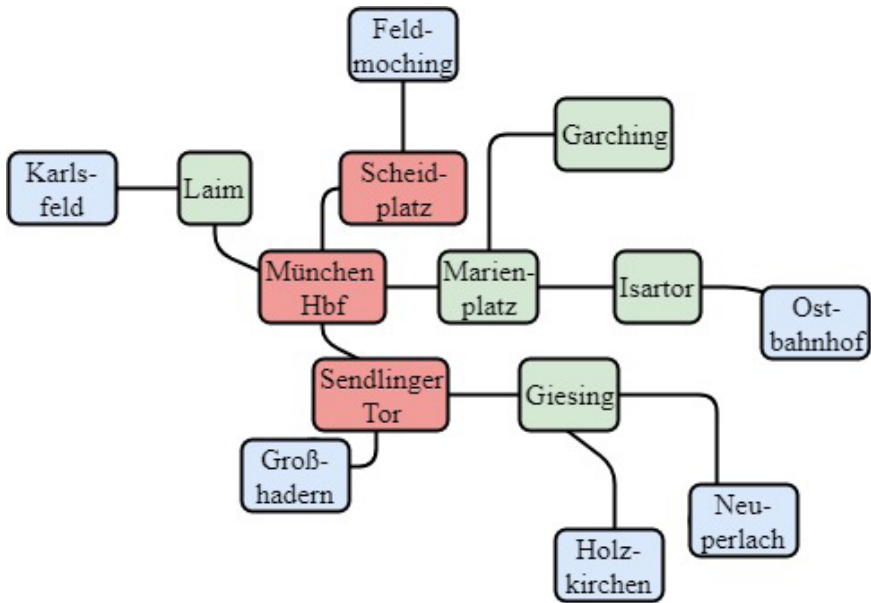 Feld-
moching
Garching
Karls-
feld
Laim
Scheid-
platz
München
Hbf
Marien-
platz
Isartor
Ost-
bahnhof
Sendlinger
Tor
Giesing
Groß-
hadern
Neu-
perlach
Holz-
kirchen